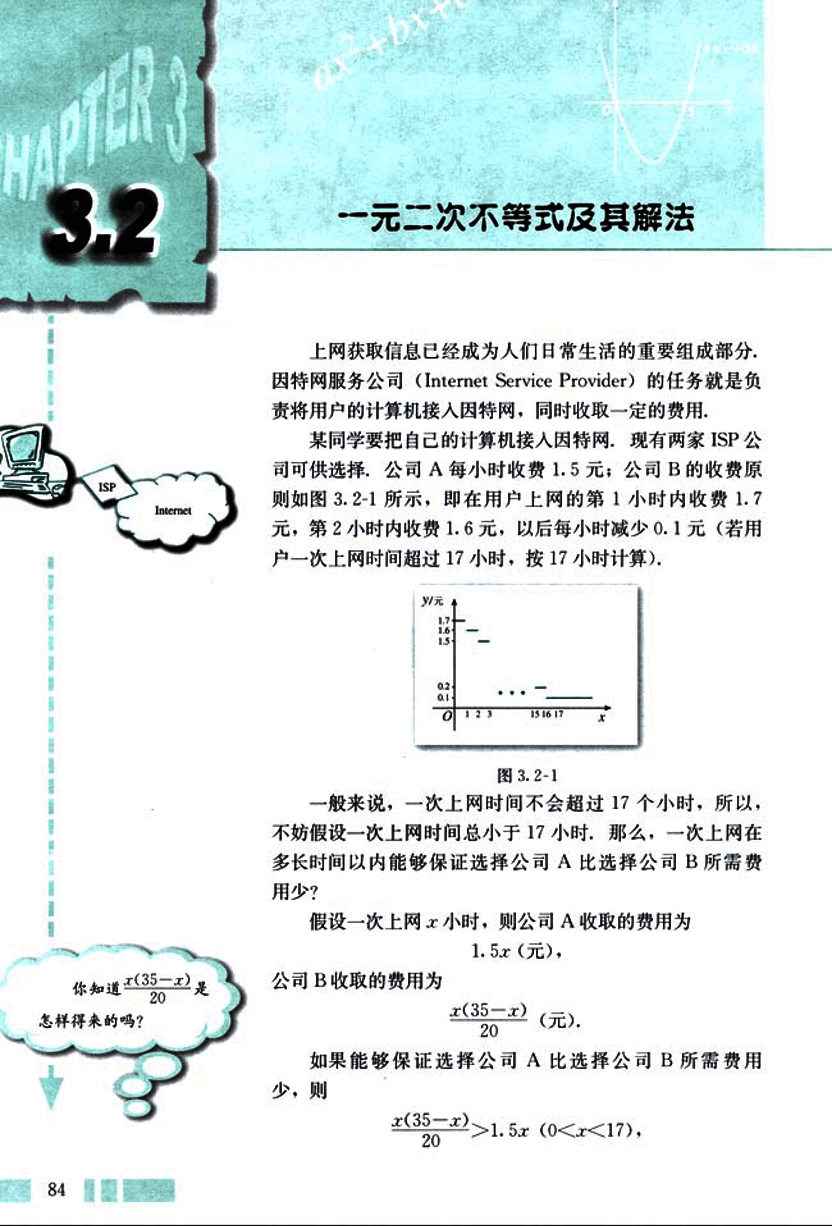 CHAPTER 3
3.2
一元二次不等式及其解法
上网获取信息已经成为人们日常生活的重要组成部分.
因特网服务公司（Internet Service Provider）的任务就是负
责将用户的计算机接入因特网，同时收取一定的费用.
某同学要把自己的计算机接入因特网. 现有两家 ISP 公
司可供选择. 公司 A 每小时收费 1.5 元；公司 B 的收费原
则如图 3.2-1 所示，即在用户上网的第 1 小时内收费 1.7
元，第 2 小时内收费 1.6 元，以后每小时减少 0.1 元（若用
户一次上网时间超过 17 小时，按 17 小时计算）.
ISP
Internet
y/元
1.7
1.6
1.5
0.2
0.1
O 1 2 3 15 16 17 x
图 3.2-1
一般来说，一次上网时间不会超过 17 个小时，所以，
不妨假设一次上网时间总小于 17 小时. 那么，一次上网在
多长时间以内能够保证选择公司 A 比选择公司 B 所需费
用少？
假设一次上网 x 小时，则公司 A 收取的费用为
1.5x（元），
公司 B 收取的费用为
x(35－x)/20（元）.
如果能够保证选择公司 A 比选择公司 B 所需费用
少，则
x(35－x)/20＞1.5x（0＜x＜17），
你知道 x(35－x)/20 是
怎样得来的吗？
84